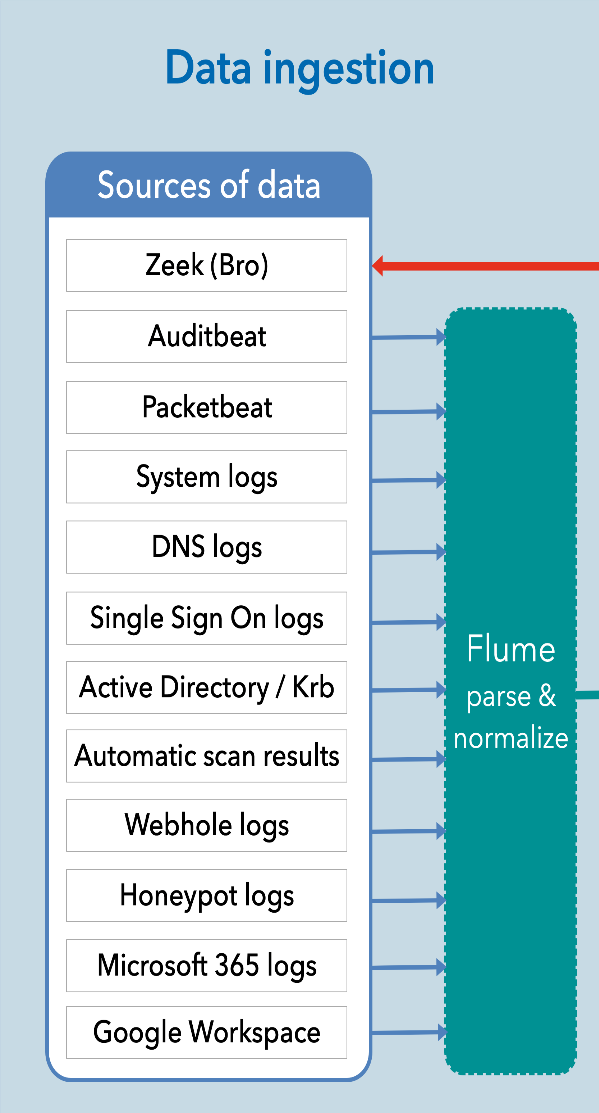 Data ingestion
Sources of data
Zeek (Bro)
Auditbeat
Packetbeat
System logs
DNS logs
Single Sign On logs
Active Directory / Krb
Automatic scan results
Webhole logs
Honeypot logs
Microsoft 365 logs
Google Workspace
Flume
parse &
normalize